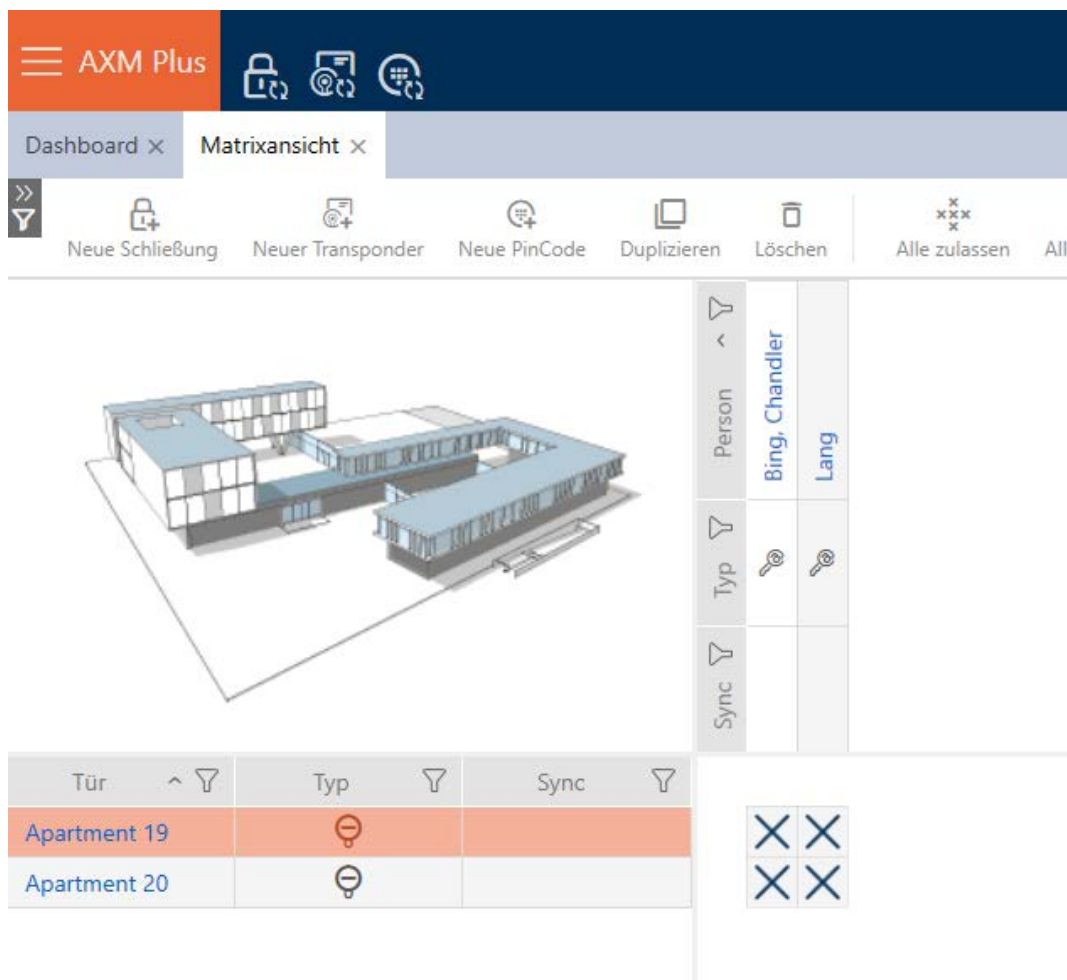 AXM Plus
Dashboard × Matrixansicht ×
Neue Schließung Neuer Transponder Neue PinCode Duplizieren Löschen Alle zulassen All
Person Bing, Chandler Lang
Typ
Sync
Tür Typ Sync
Apartment 19
Apartment 20